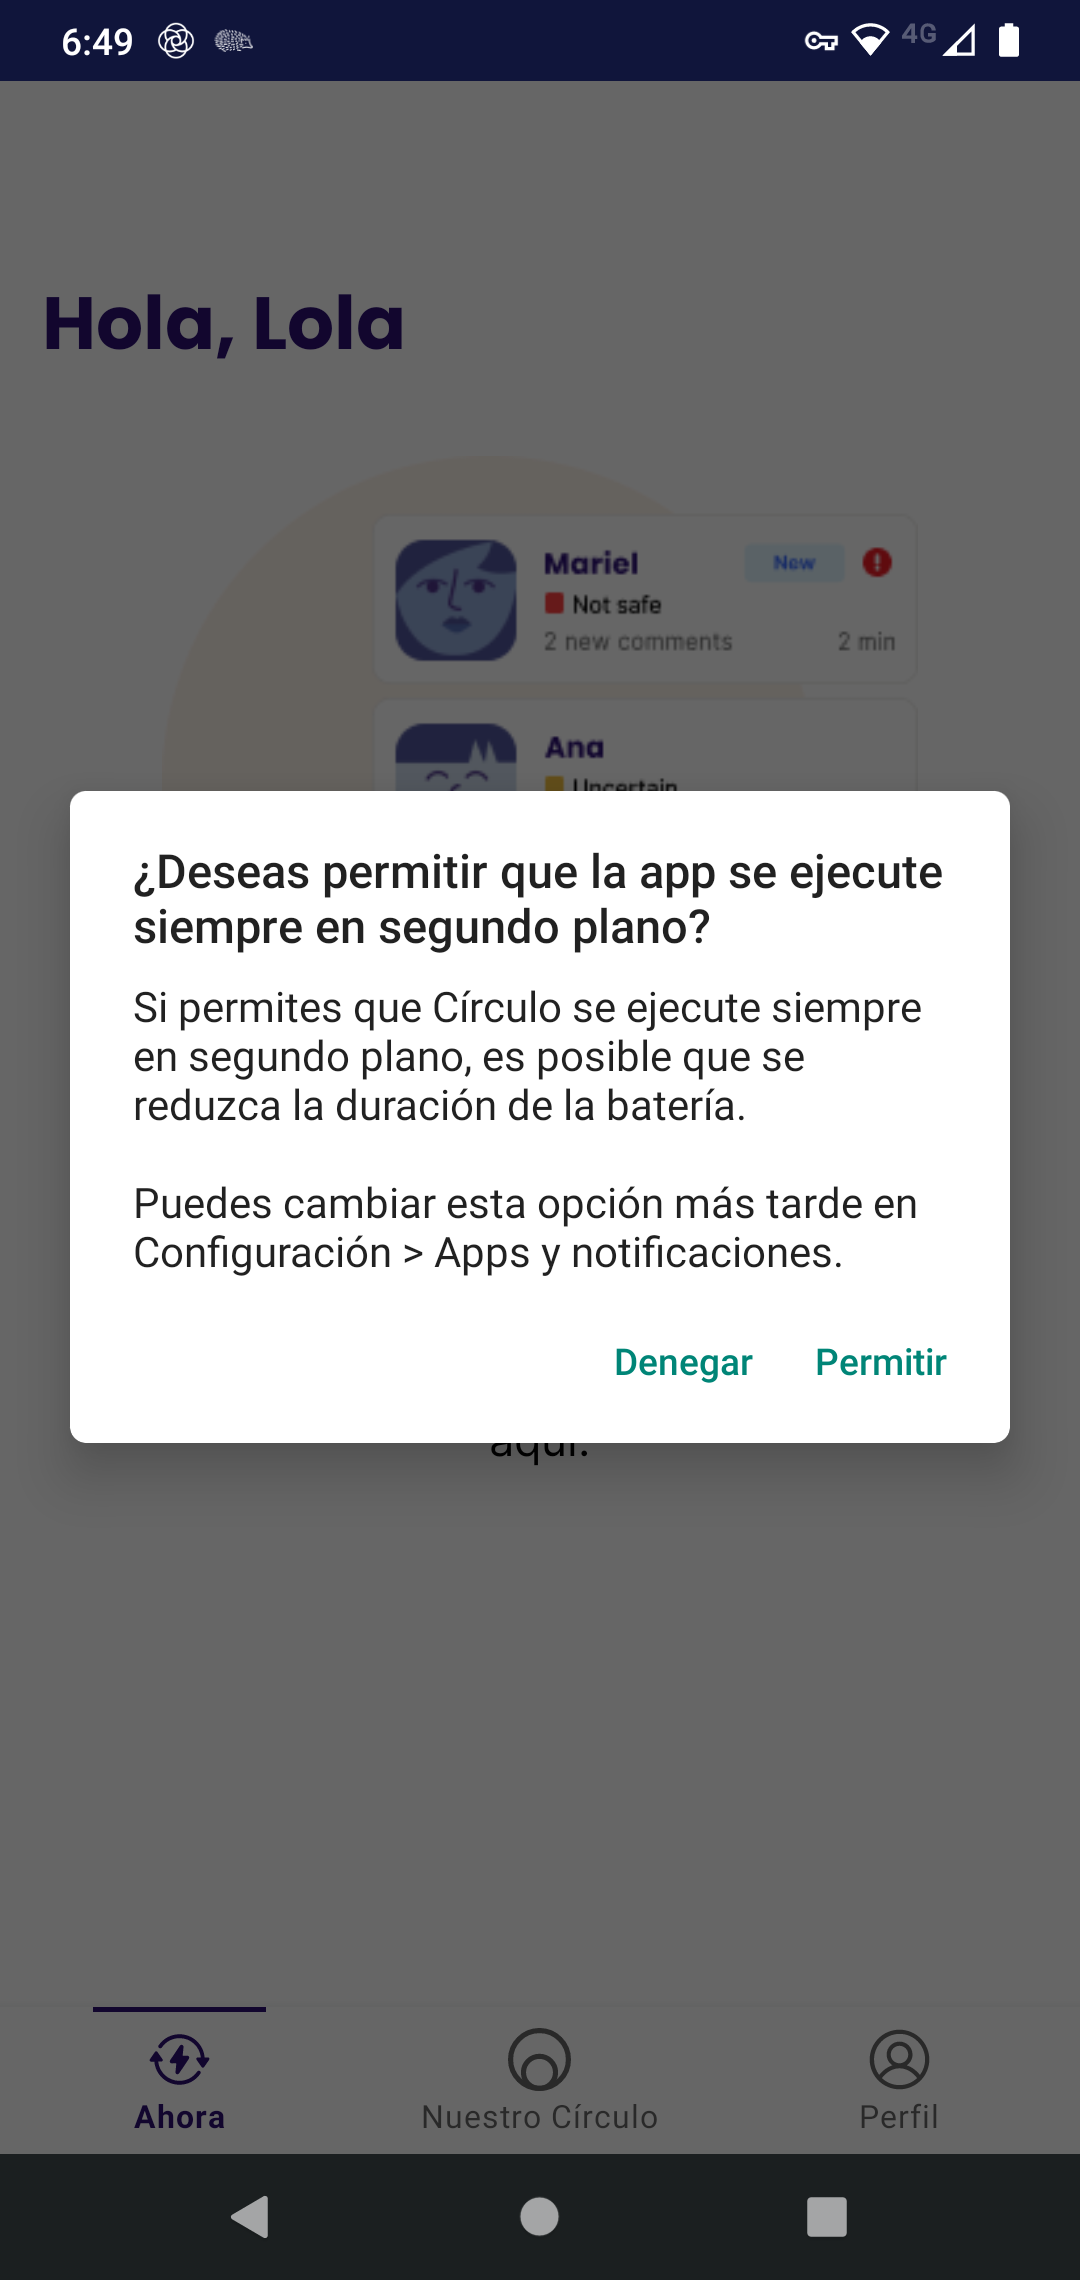 6:49
4G
Hola, Lola
Mariel
New
Not safe
2 new comments
2 min
Ana
Uncertain
¿Deseas permitir que la app se ejecute
siempre en segundo plano?
Si permites que Círculo se ejecute siempre
en segundo plano, es posible que se
reduzca la duración de la batería.
Puedes cambiar esta opción más tarde en
Configuración > Apps y notificaciones.
Denegar
Permitir
aquí.
Ahora
Nuestro Círculo
Perfil